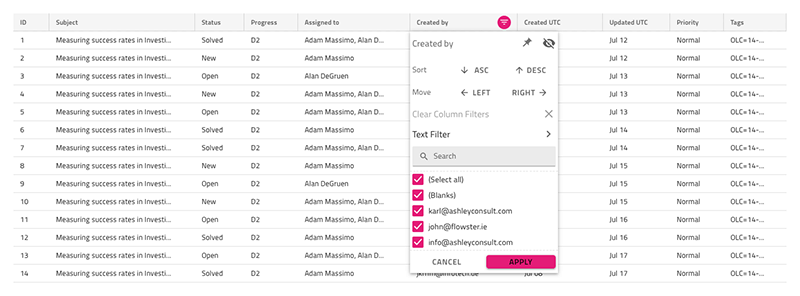 ID Subject Status Progress Assigned to Created by Created UTC Updated UTC Priority Tags
1 Measuring success rates in Investi... Solved D2 Adam Massimo, Alan D... Jul 12 Normal OLC=14-...
2 Measuring success rates in Investi... New D2 Adam Massimo Jul 12 Normal OLC=14-...
3 Measuring success rates in Investi... Open D2 Alan DeGruen Jul 13 Normal OLC=14-...
4 Measuring success rates in Investi... New D2 Adam Massimo, Alan D... Jul 13 Normal OLC=14-...
5 Measuring success rates in Investi... Open D2 Adam Massimo, Alan D... Jul 13 Normal OLC=14-...
6 Measuring success rates in Investi... Solved D2 Adam Massimo Jul 14 Normal OLC=14-...
7 Measuring success rates in Investi... Solved D2 Adam Massimo, Alan D... Jul 14 Normal OLC=14-...
8 Measuring success rates in Investi... New D2 Adam Massimo Jul 15 Normal OLC=14-...
9 Measuring success rates in Investi... Open D2 Alan DeGruen Jul 15 Normal OLC=14-...
10 Measuring success rates in Investi... New D2 Adam Massimo, Alan D... Jul 15 Normal OLC=14-...
11 Measuring success rates in Investi... Open D2 Adam Massimo, Alan D... Jul 16 Normal OLC=14-...
12 Measuring success rates in Investi... Solved D2 Adam Massimo Jul 16 Normal OLC=14-...
13 Measuring success rates in Investi... Open D2 Adam Massimo, Alan D... Jul 17 Normal OLC=14-...
14 Measuring success rates in Investi... Solved D2 Adam Massimo Jul 17 Normal OLC=14-...
Created by
Sort ASC DESC
Move LEFT RIGHT
Clear Column Filters
Text Filter
Search
(Select all)
(Blanks)
karl@ashleyconsult.com
john@flowster.ie
info@ashleyconsult.com
CANCEL APPLY